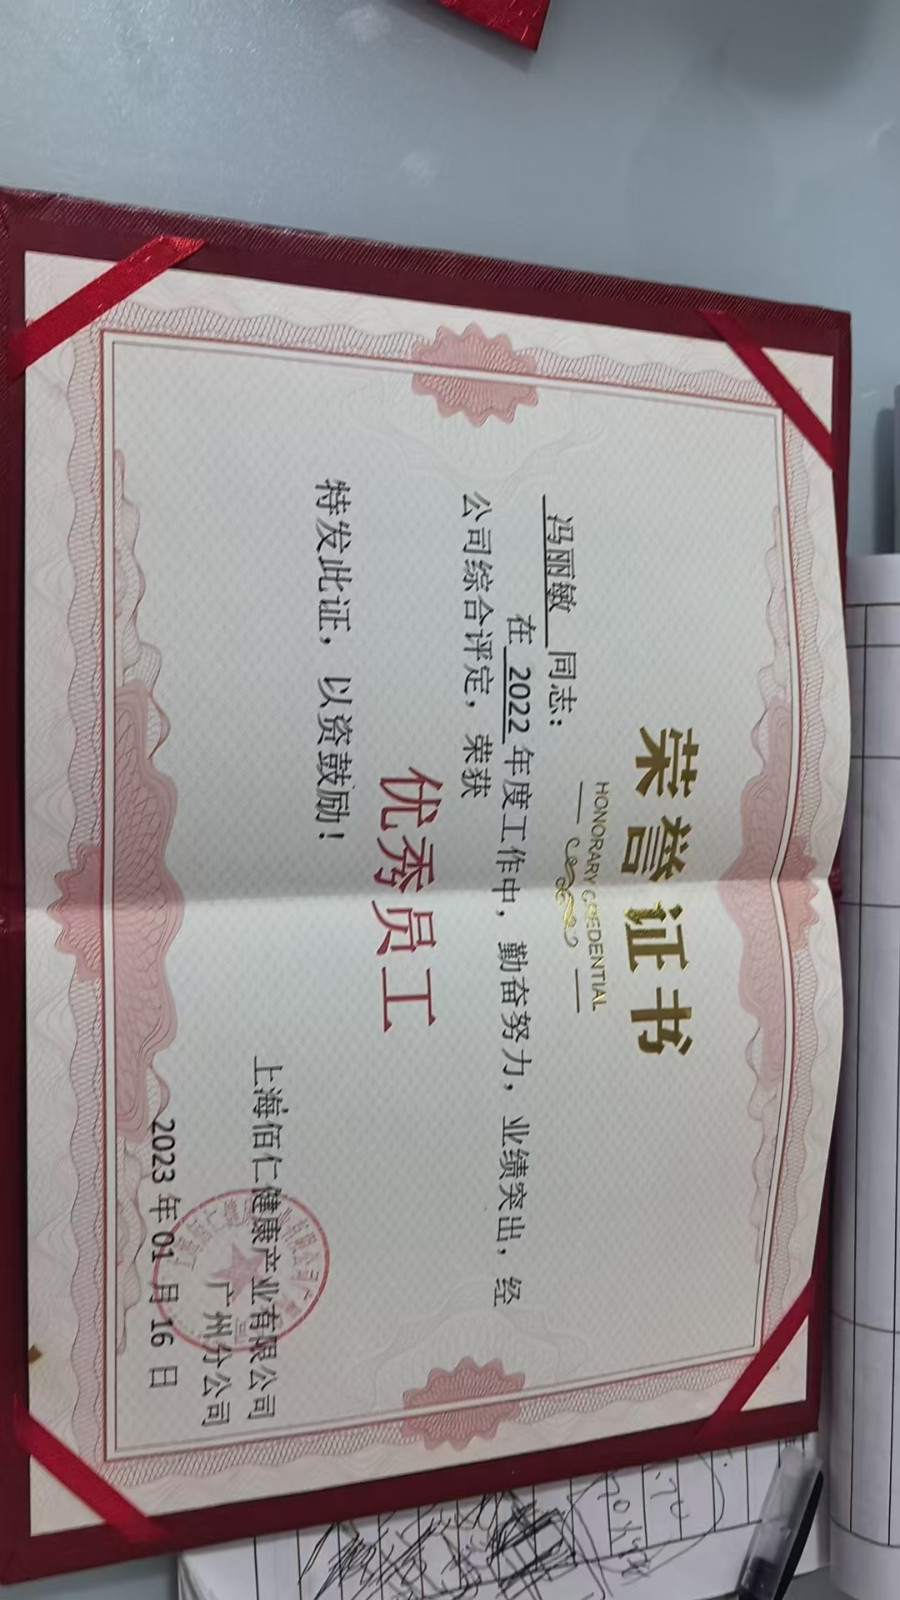 荣誉证书
HONORARY CREDENTIAL
冯丽敏 同志：
在 2022 年度工作中，勤奋努力，业绩突出，经
公司综合评定，荣获
优秀员工
特发此证，以资鼓励！
上海佰仁健康产业有限公司
广州分公司
2023 年 01 月 16 日